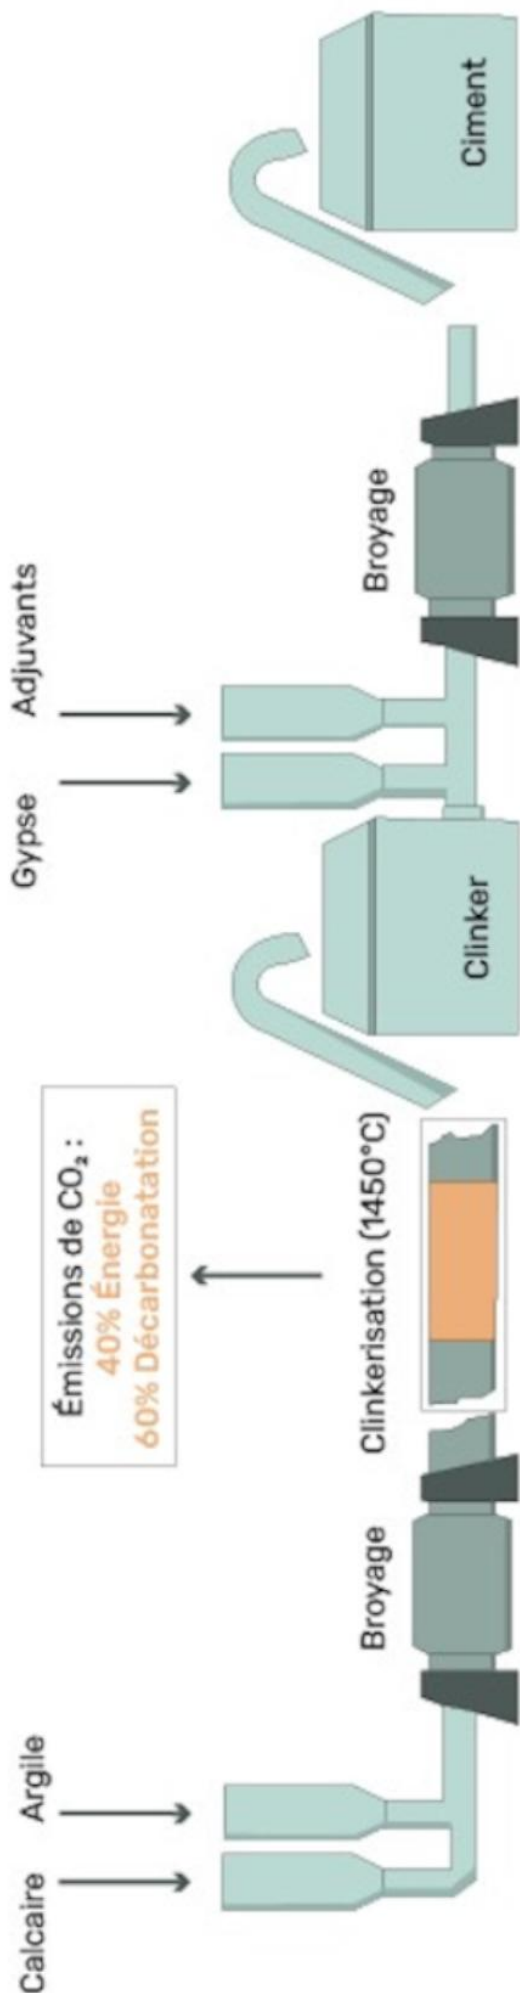 Calcaire
Argile
Broyage
Émissions de CO₂ :
40% Énergie
60% Décarbonatation
Clinkerisation (1450°C)
Clinker
Gypse
Adjuvants
Broyage
Ciment